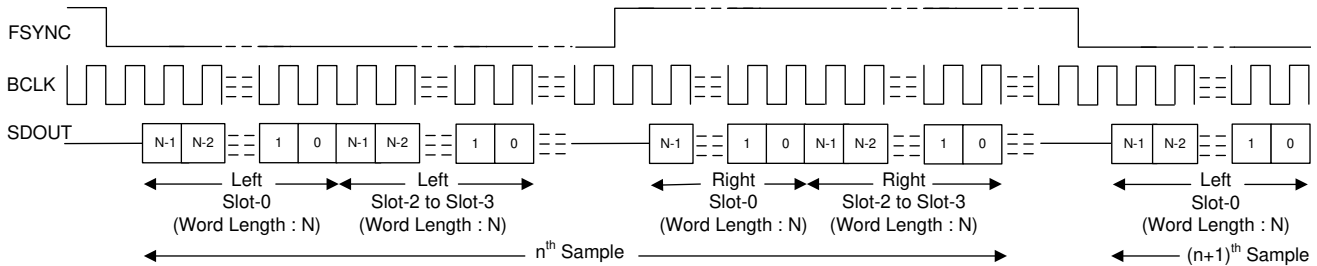 FSYNC
BCLK
SDOUT
N-1 N-2 1 0 N-1 N-2 1 0 N-1 1 0 N-1 N-2 1 0 N-1 N-2 1 0
Left Left Right Right Left
Slot-0 Slot-2 to Slot-3 Slot-0 Slot-2 to Slot-3 Slot-0
(Word Length : N) (Word Length : N) (Word Length : N) (Word Length : N) (Word Length : N)
nth Sample (n+1)th Sample